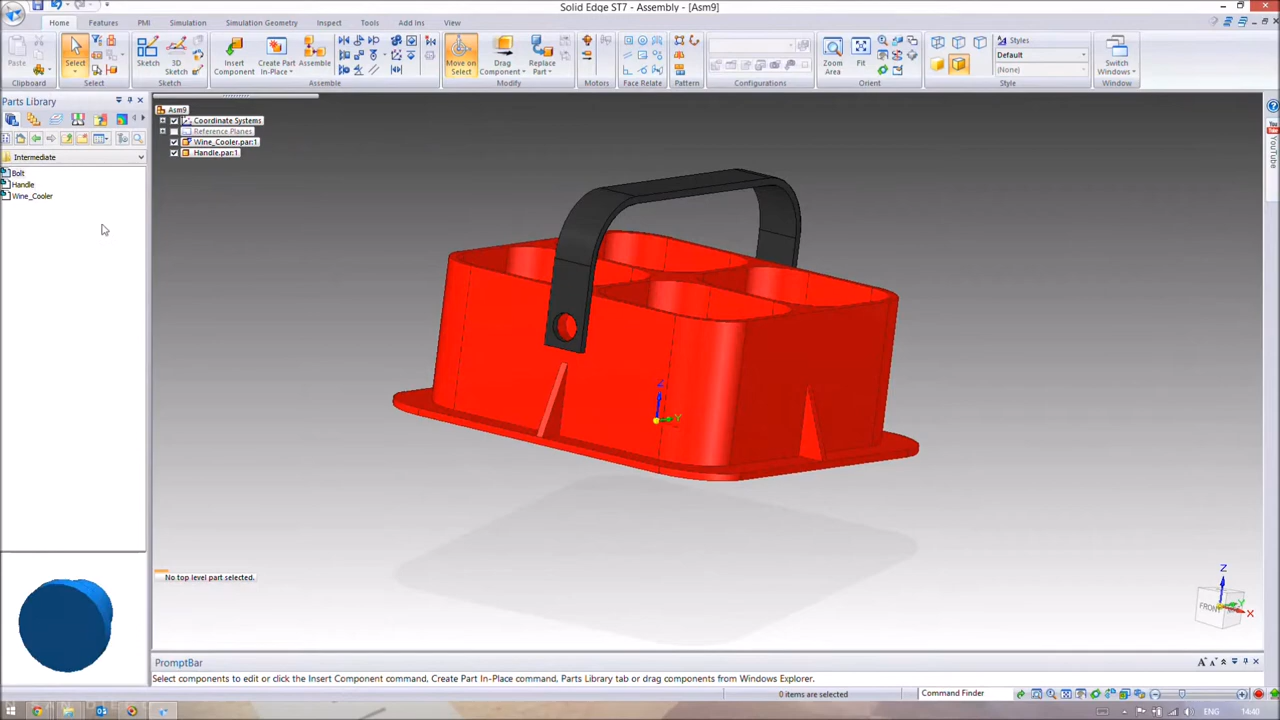 Solid Edge ST7 - Assembly - [Asm9]
Home Features PMI Simulation Simulation Geometry Inspect Tools Add Ins View
Paste Select Sketch 3D Sketch Insert Component Create Part In-Place Assemble Move on Select Drag Component Replace Part Zoom Area Fit Styles Default (None) Switch Windows
Clipboard Select Sketch Assemble Modify Face Relate Motors Pattern Configurations Orient Style Window
Parts Library
Intermediate
Bolt
Handle
Wine_Cooler
Asm9
Coordinate Systems
Reference Planes
Wine_Cooler.par:1
Handle.par:1
YouTube
Z
Y
No top level part selected.
Z
FRONT
Y
X
PromptBar
Select components to edit or click the Insert Component command, Create Part In-Place command, Parts Library tab or drag components from Windows Explorer.
0 items are selected
Command Finder
ENG
14:40